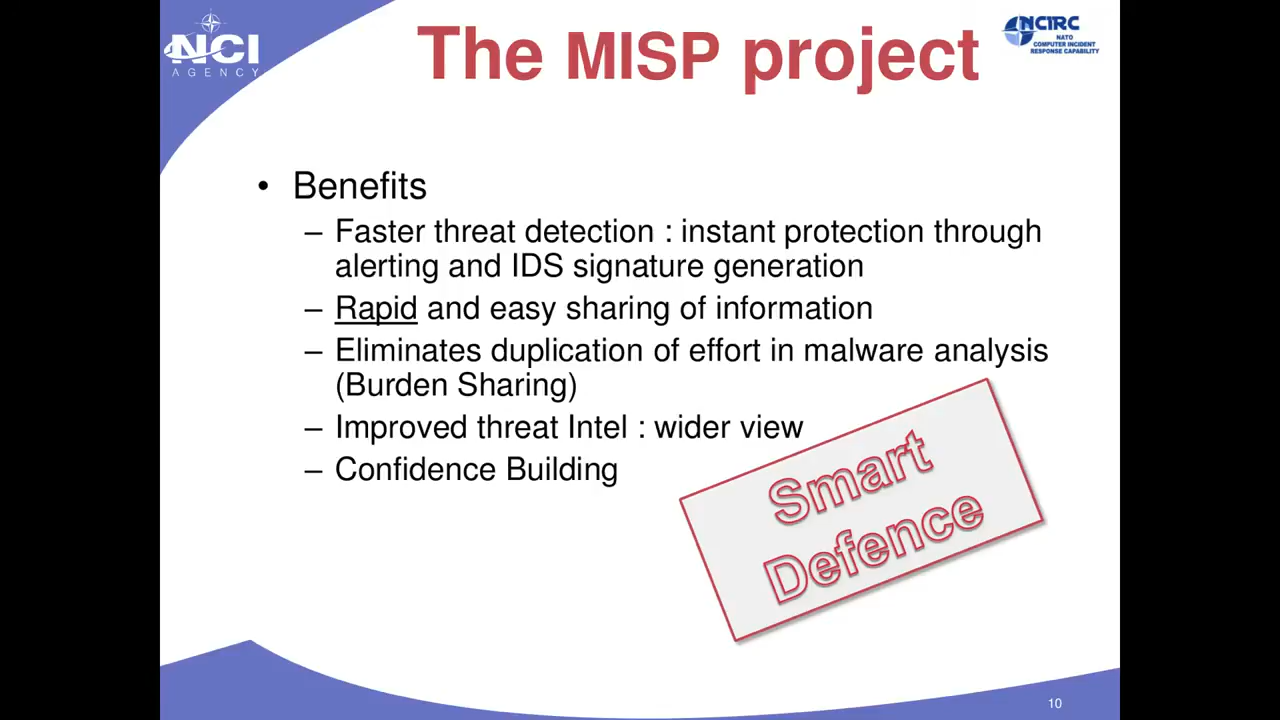 NCI
AGENCY
The MISP project
NCIRC
NATO
COMPUTER INCIDENT
RESPONSE CAPABILITY
• Benefits
– Faster threat detection : instant protection through
alerting and IDS signature generation
– Rapid and easy sharing of information
– Eliminates duplication of effort in malware analysis
(Burden Sharing)
– Improved threat Intel : wider view
– Confidence Building
Smart
Defence
10